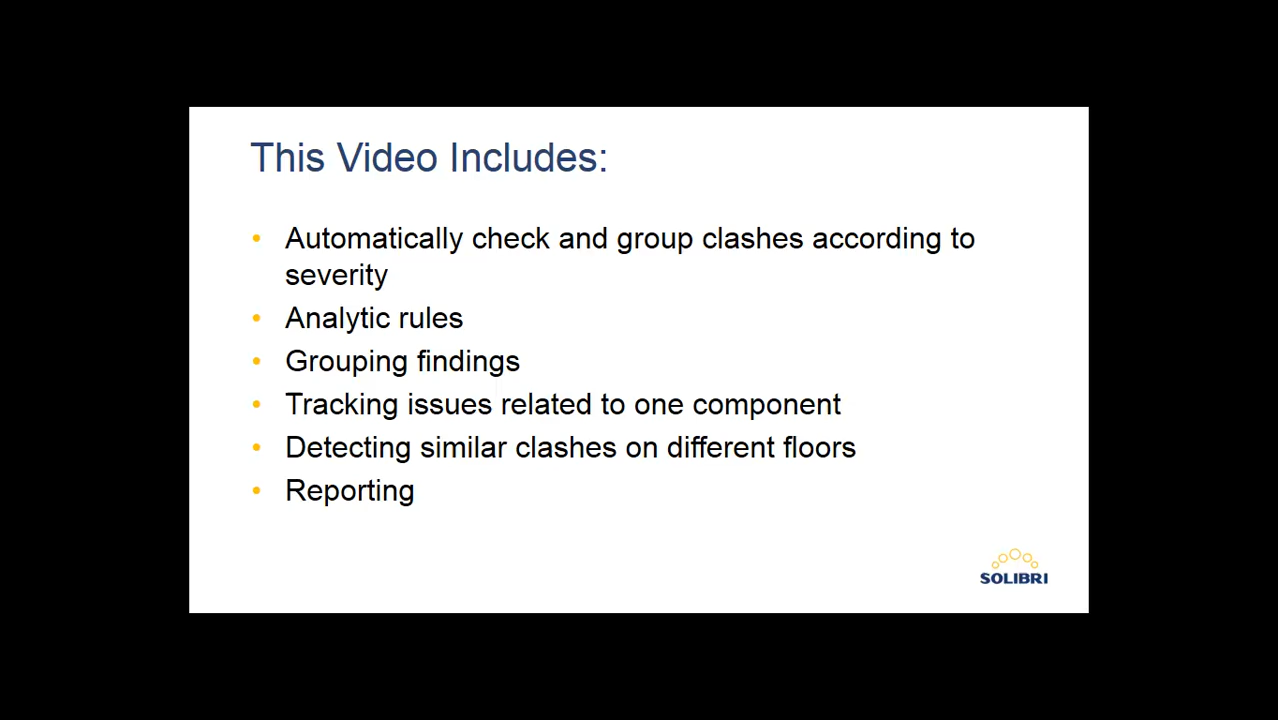 This Video Includes:
• Automatically check and group clashes according to
severity
• Analytic rules
• Grouping findings
• Tracking issues related to one component
• Detecting similar clashes on different floors
• Reporting
SOLIBRI